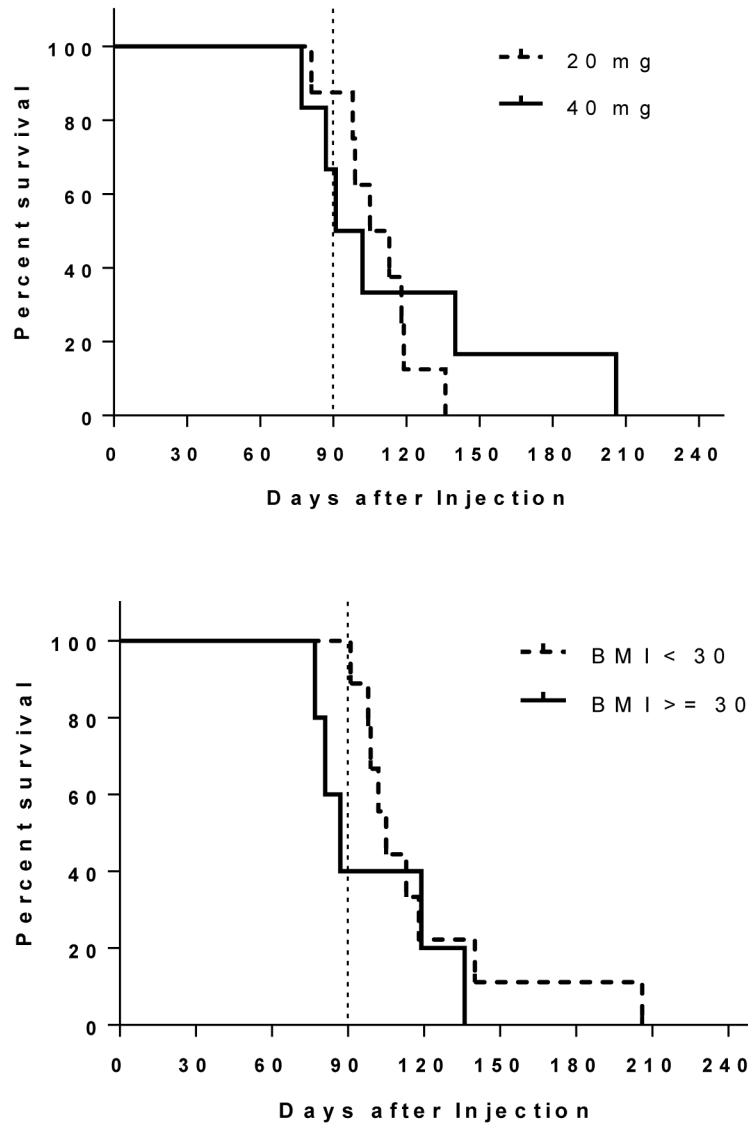 Percent survival
100
80
60
40
20
0
20 mg
40 mg
0 30 60 90 120 150 180 210 240
Days after Injection
Percent survival
100
80
60
40
20
0
BMI < 30
BMI >= 30
0 30 60 90 120 150 180 210 240
Days after Injection